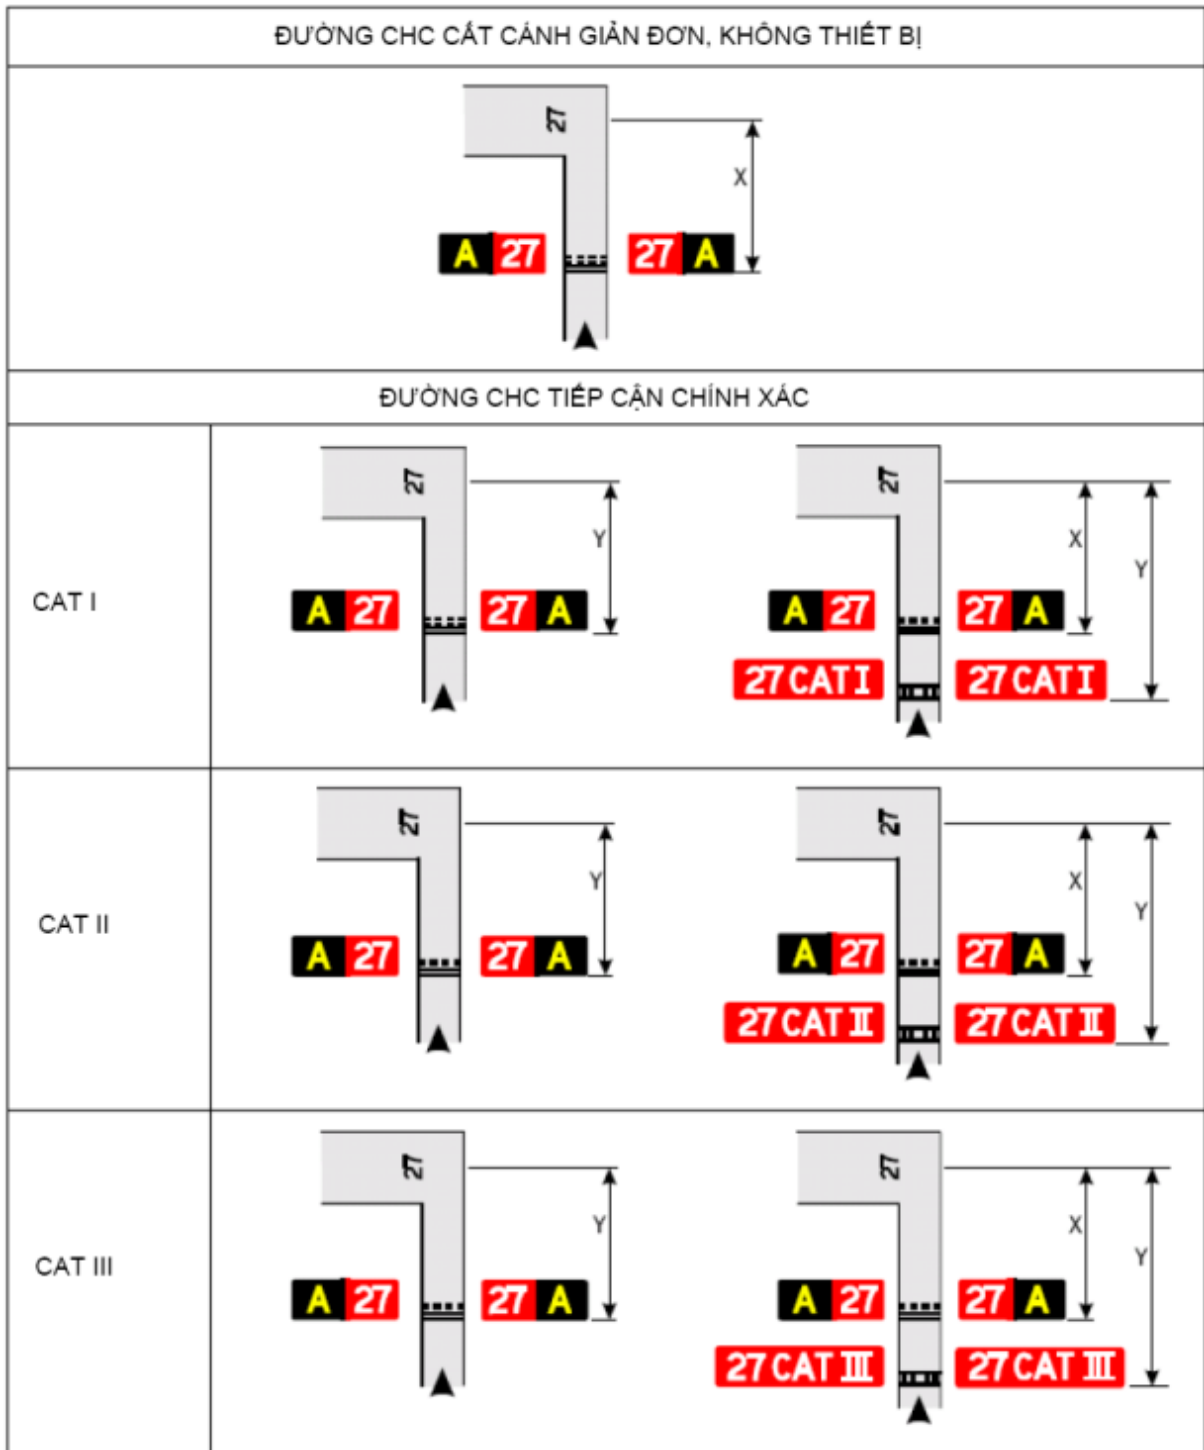 ĐƯỜNG CHC CẤT CÁNH GIẢN ĐƠN, KHÔNG THIẾT BỊ
27
X
A 27 27 A
ĐƯỜNG CHC TIẾP CẬN CHÍNH XÁC
CAT I
27 27
Y X Y
A 27 27 A A 27 27 A
27 CAT I 27 CAT I
CAT II
27 27
Y X Y
A 27 27 A A 27 27 A
27 CAT II 27 CAT II
CAT III
27 27
Y X Y
A 27 27 A A 27 27 A
27 CAT III 27 CAT III